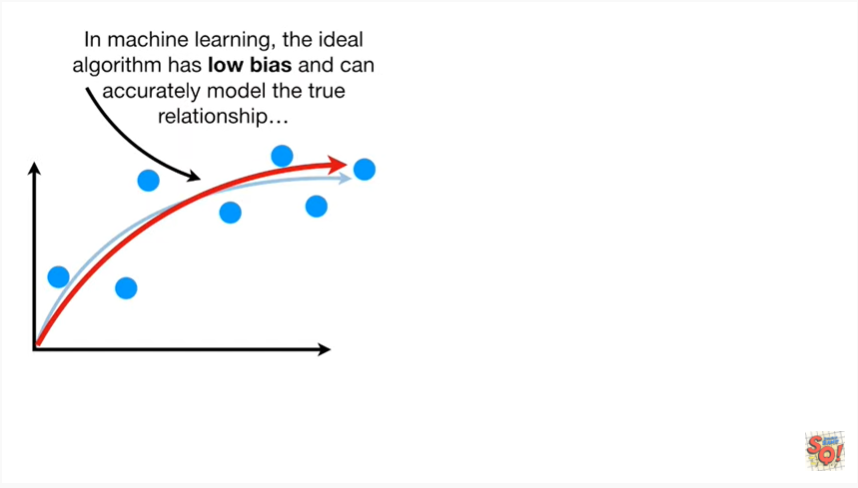 In machine learning, the ideal
algorithm has low bias and can
accurately model the true
relationship…